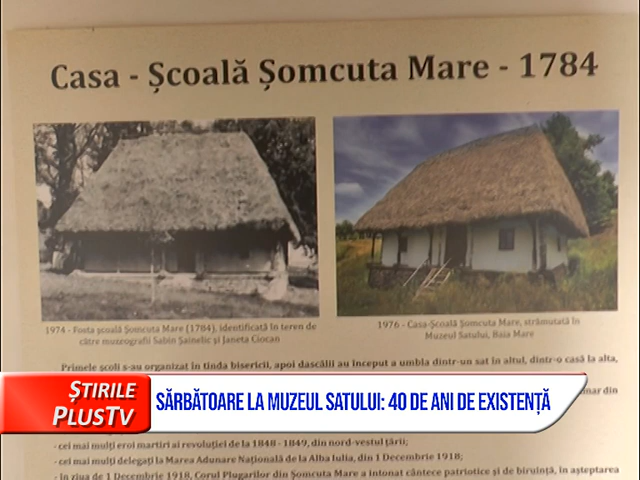 Casa - Școală Șomcuta Mare - 1784
1974 - Fosta școală Șomcuta Mare (1784), identificată în teren de
către muzeografii Sabin Șainelic și Janeta Ciocan
1976 - Casa-Școală Șomcuta Mare, strămutată în
Muzeul Satului, Baia Mare
Primele școli s-au organizat în tinda bisericii, apoi dascălii au început a umbla dintr-un sat în altul, dintr-o casă la alta,
din
ȘTIRILE
PLUSTV
SĂRBĂTOARE LA MUZEUL SATULUI: 40 DE ANI DE EXISTENȚĂ
- cei mai mulți eroi martiri ai revoluției de la 1848 - 1849, din nord-vestul țării;
- cei mai mulți delegați la Marea Adunare Națională de la Alba Iulia, din 1 Decembrie 1918;
- în ziua de 1 Decembrie 1918, Corul Plugarilor din Șomcuta Mare a intonat cântece patriotice și de biruință, în așteptarea